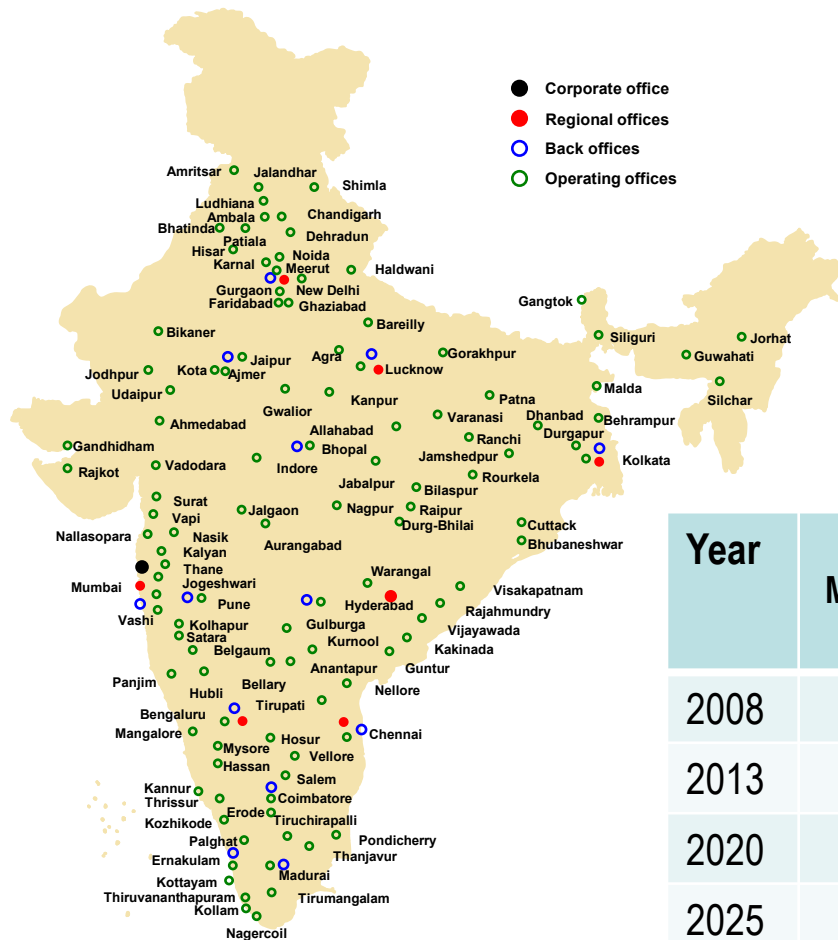 Corporate office
Regional offices
Back offices
Operating offices
Amritsar
Jalandhar
Shimla
Ludhiana
Ambala
Chandigarh
Bhatinda
Patiala
Dehradun
Hisar
Noida
Karnal
Meerut
Haldwani
Gurgaon
New Delhi
Faridabad
Ghaziabad
Gangtok
Bikaner
Bareilly
Siliguri
Jorhat
Jaipur
Agra
Gorakhpur
Guwahati
Jodhpur
Kota
Ajmer
Lucknow
Udaipur
Malda
Silchar
Gwalior
Kanpur
Patna
Ahmedabad
Allahabad
Varanasi
Dhanbad
Behrampur
Gandhidham
Bhopal
Ranchi
Durgapur
Rajkot
Vadodara
Indore
Jamshedpur
Kolkata
Jabalpur
Rourkela
Surat
Jalgaon
Nagpur
Bilaspur
Raipur
Vapi
Durg-Bhilai
Cuttack
Nallasopara
Nasik
Aurangabad
Bhubaneshwar
Kalyan
Thane
Warangal
Mumbai
Jogeshwari
Visakapatnam
Pune
Hyderabad
Rajahmundry
Vashi
Kolhapur
Gulburga
Vijayawada
Satara
Kurnool
Kakinada
Belgaum
Guntur
Panjim
Anantapur
Hubli
Bellary
Nellore
Tirupati
Bengaluru
Mangalore
Hosur
Chennai
Mysore
Vellore
Hassan
Salem
Kannur
Coimbatore
Thrissur
Erode
Tiruchirapalli
Kozhikode
Pondicherry
Palghat
Thanjavur
Ernakulam
Madurai
Kottayam
Thiruvananthapuram
Tirumangalam
Kollam
Nagercoil
Year
M
2008
2013
2020
2025